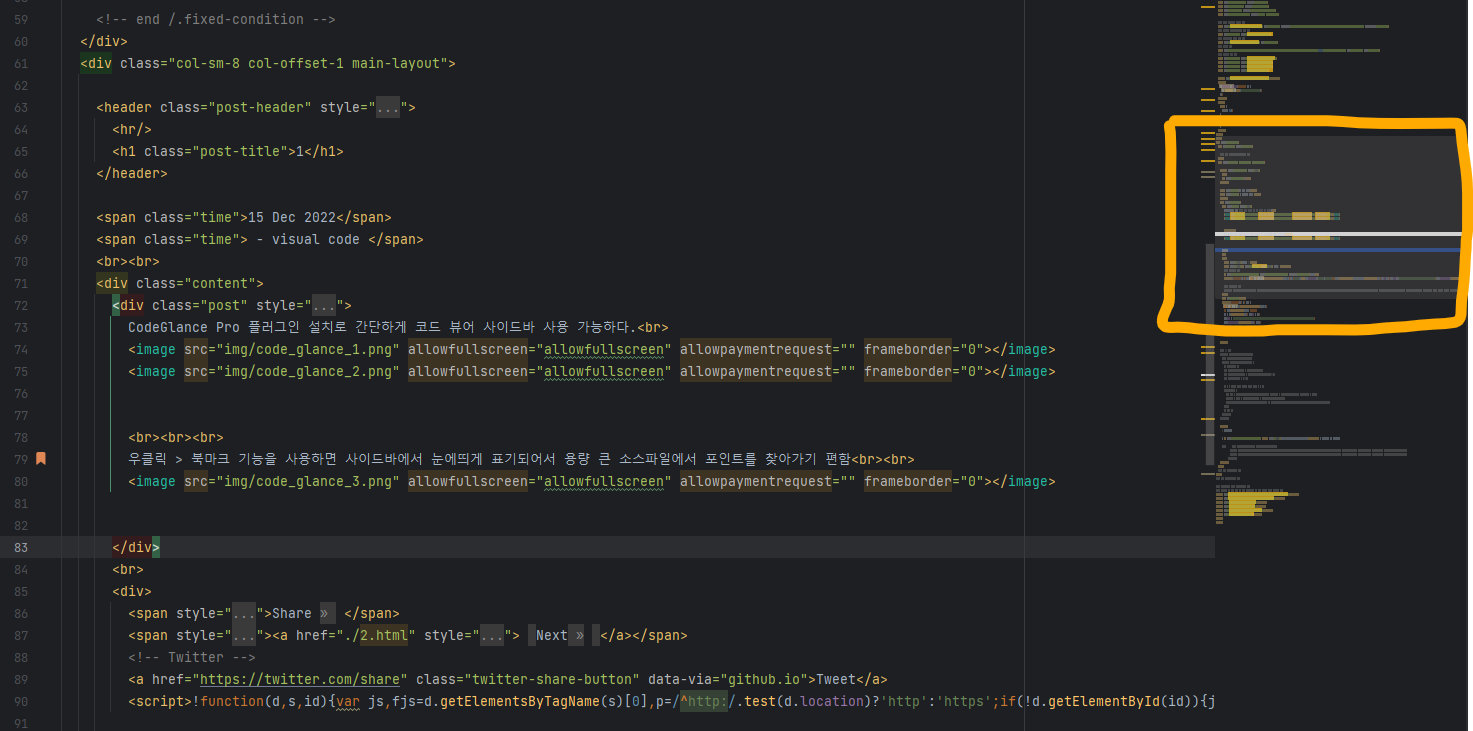 59 <!-- end /.fixed-condition -->
60 </div>
61 <div class="col-sm-8 col-offset-1 main-layout">
62
63 <header class="post-header" style="...">
64 <hr/>
65 <h1 class="post-title">1</h1>
66 </header>
67
68 <span class="time">15 Dec 2022</span>
69 <span class="time"> - visual code </span>
70 <br><br>
71 <div class="content">
72 <div class="post" style="...">
73 CodeGlance Pro 플러그인 설치로 간단하게 코드 뷰어 사이드바 사용 가능하다.<br>
74 <image src="img/code_glance_1.png" allowfullscreen="allowfullscreen" allowpaymentrequest="" frameborder="0"></image>
75 <image src="img/code_glance_2.png" allowfullscreen="allowfullscreen" allowpaymentrequest="" frameborder="0"></image>
76
77
78 <br><br><br>
79 우클릭 > 북마크 기능을 사용하면 사이드바에서 눈에띄게 표기되어서 용량 큰 소스파일에서 포인트를 찾아가기 편함<br><br>
80 <image src="img/code_glance_3.png" allowfullscreen="allowfullscreen" allowpaymentrequest="" frameborder="0"></image>
81
82
83 </div>
84 <br>
85 <div>
86 <span style="...">Share » </span>
87 <span style="..."><a href="./2.html" style="..."> Next » </a></span>
88 <!-- Twitter -->
89 <a href="https://twitter.com/share" class="twitter-share-button" data-via="github.io">Tweet</a>
90 <script>!function(d,s,id){var js,fjs=d.getElementsByTagName(s)[0],p=/^http:/.test(d.location)?'http':'https';if(!d.getElementById(id)){j
91